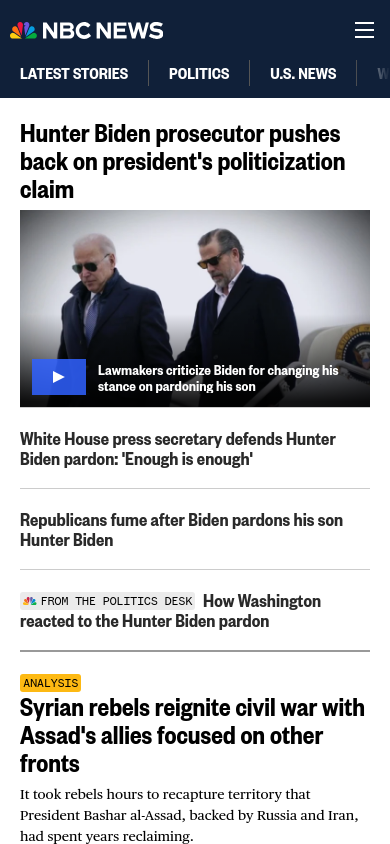 NBC NEWS
LATEST STORIES
POLITICS
U.S. NEWS
Hunter Biden prosecutor pushes
back on president's politicization
claim
Lawmakers criticize Biden for changing his
stance on pardoning his son
White House press secretary defends Hunter
Biden pardon: 'Enough is enough'
Republicans fume after Biden pardons his son
Hunter Biden
FROM THE POLITICS DESK How Washington
reacted to the Hunter Biden pardon
ANALYSIS
Syrian rebels reignite civil war with
Assad's allies focused on other
fronts
It took rebels hours to recapture territory that
President Bashar al-Assad, backed by Russia and Iran,
had spent years reclaiming.